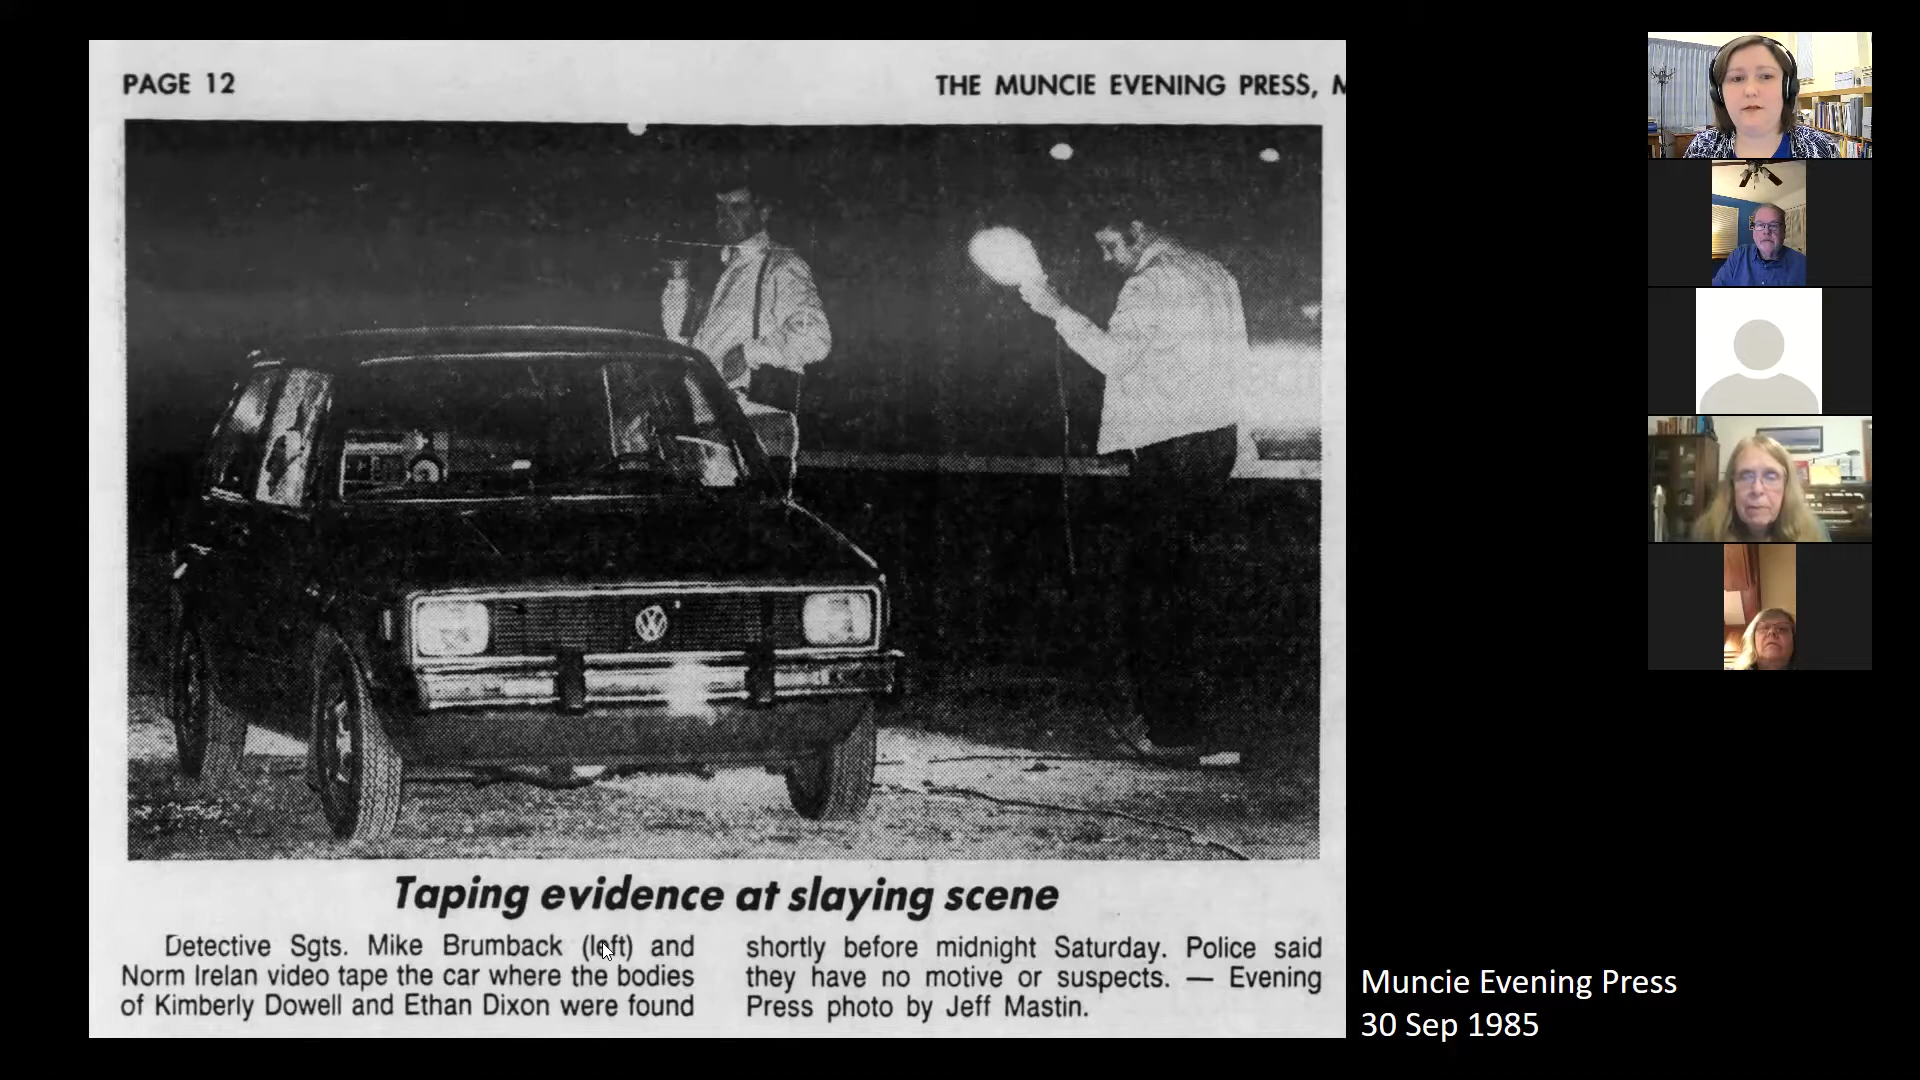 PAGE 12
THE MUNCIE EVENING PRESS,
Taping evidence at slaying scene
Detective Sgts. Mike Brumback (left) and
Norm Irelan video tape the car where the bodies
of Kimberly Dowell and Ethan Dixon were found
shortly before midnight Saturday. Police said
they have no motive or suspects. — Evening
Press photo by Jeff Mastin.
Muncie Evening Press
30 Sep 1985